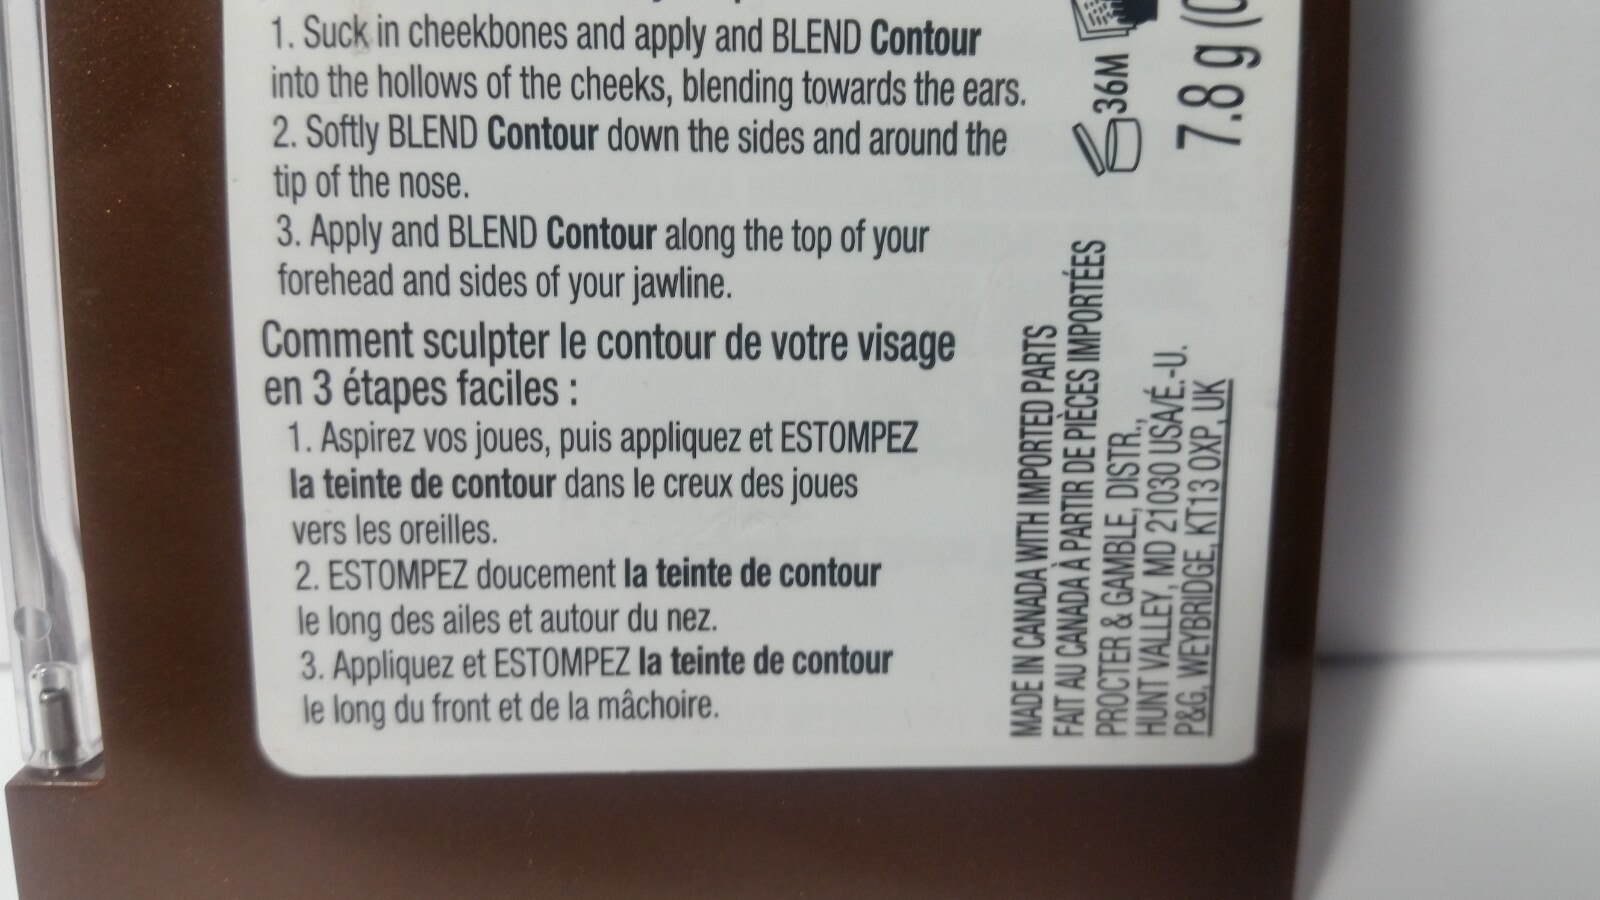 1. Suck in cheekbones and apply and BLEND Contour
into the hollows of the cheeks, blending towards the ears.
2. Softly BLEND Contour down the sides and around the
tip of the nose.
3. Apply and BLEND Contour along the top of your
forehead and sides of your jawline.
Comment sculpter le contour de votre visage
en 3 étapes faciles :
1. Aspirez vos joues, puis appliquez et ESTOMPEZ
la teinte de contour dans le creux des joues
vers les oreilles.
2. ESTOMPEZ doucement la teinte de contour
le long des ailes et autour du nez.
3. Appliquez et ESTOMPEZ la teinte de contour
le long du front et de la mâchoire.
36M
7.8 g
MADE IN CANADA WITH IMPORTED PARTS
FAIT AU CANADA À PARTIR DE PIÈCES IMPORTÉES
PROCTER & GAMBLE, DISTR.,
HUNT VALLEY, MD 21030 USA/É.-U.
P&G, WEYBRIDGE, KT13 0XP, UK